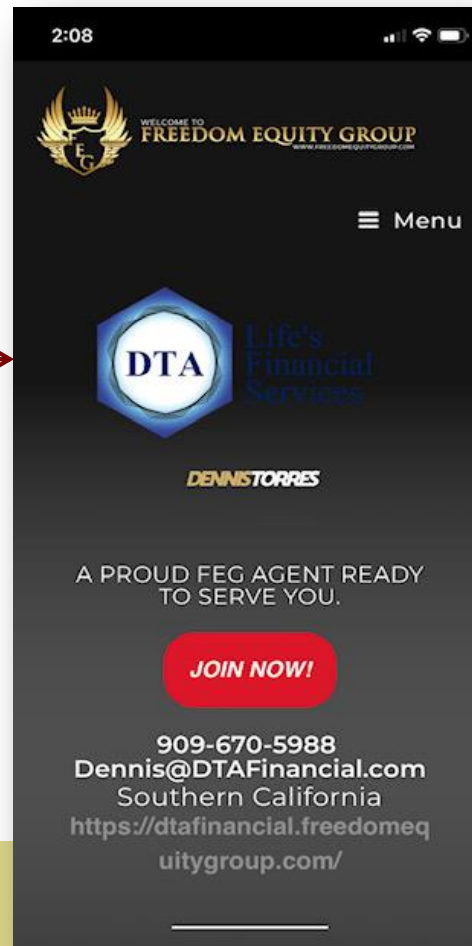 2:08
WELCOME TO
FREEDOM EQUITY GROUP
WWW.FREEDOMEQUITYGROUP.COM
FEG
Menu
DTA
Life's
Financial
Services
DENNISTORRES
A PROUD FEG AGENT READY
TO SERVE YOU.
JOIN NOW!
909-670-5988
Dennis@DTAFinancial.com
Southern California
https://dtafinancial.freedomeq
uitygroup.com/